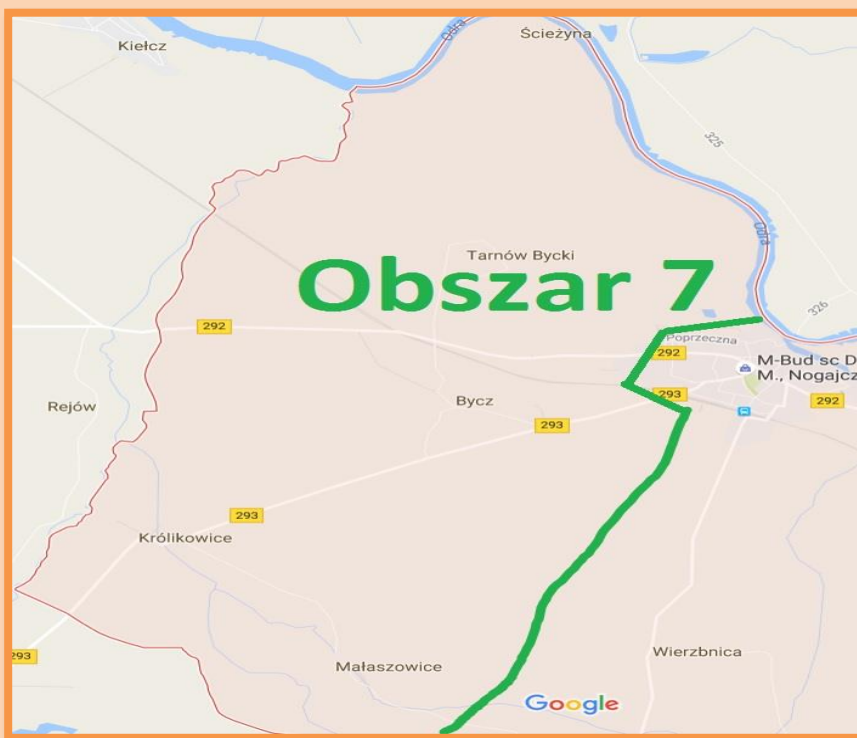 Kiełcz
Odra
Ścieżyna
325
Odra
Tarnów Bycki
Obszar 7
326
292
Poprzeczna
292
M-Bud sc D
M., Nogajcz
Rejów
Bycz
293
292
293
293
Królikowice
293
Małaszowice
Wierzbnica
Google